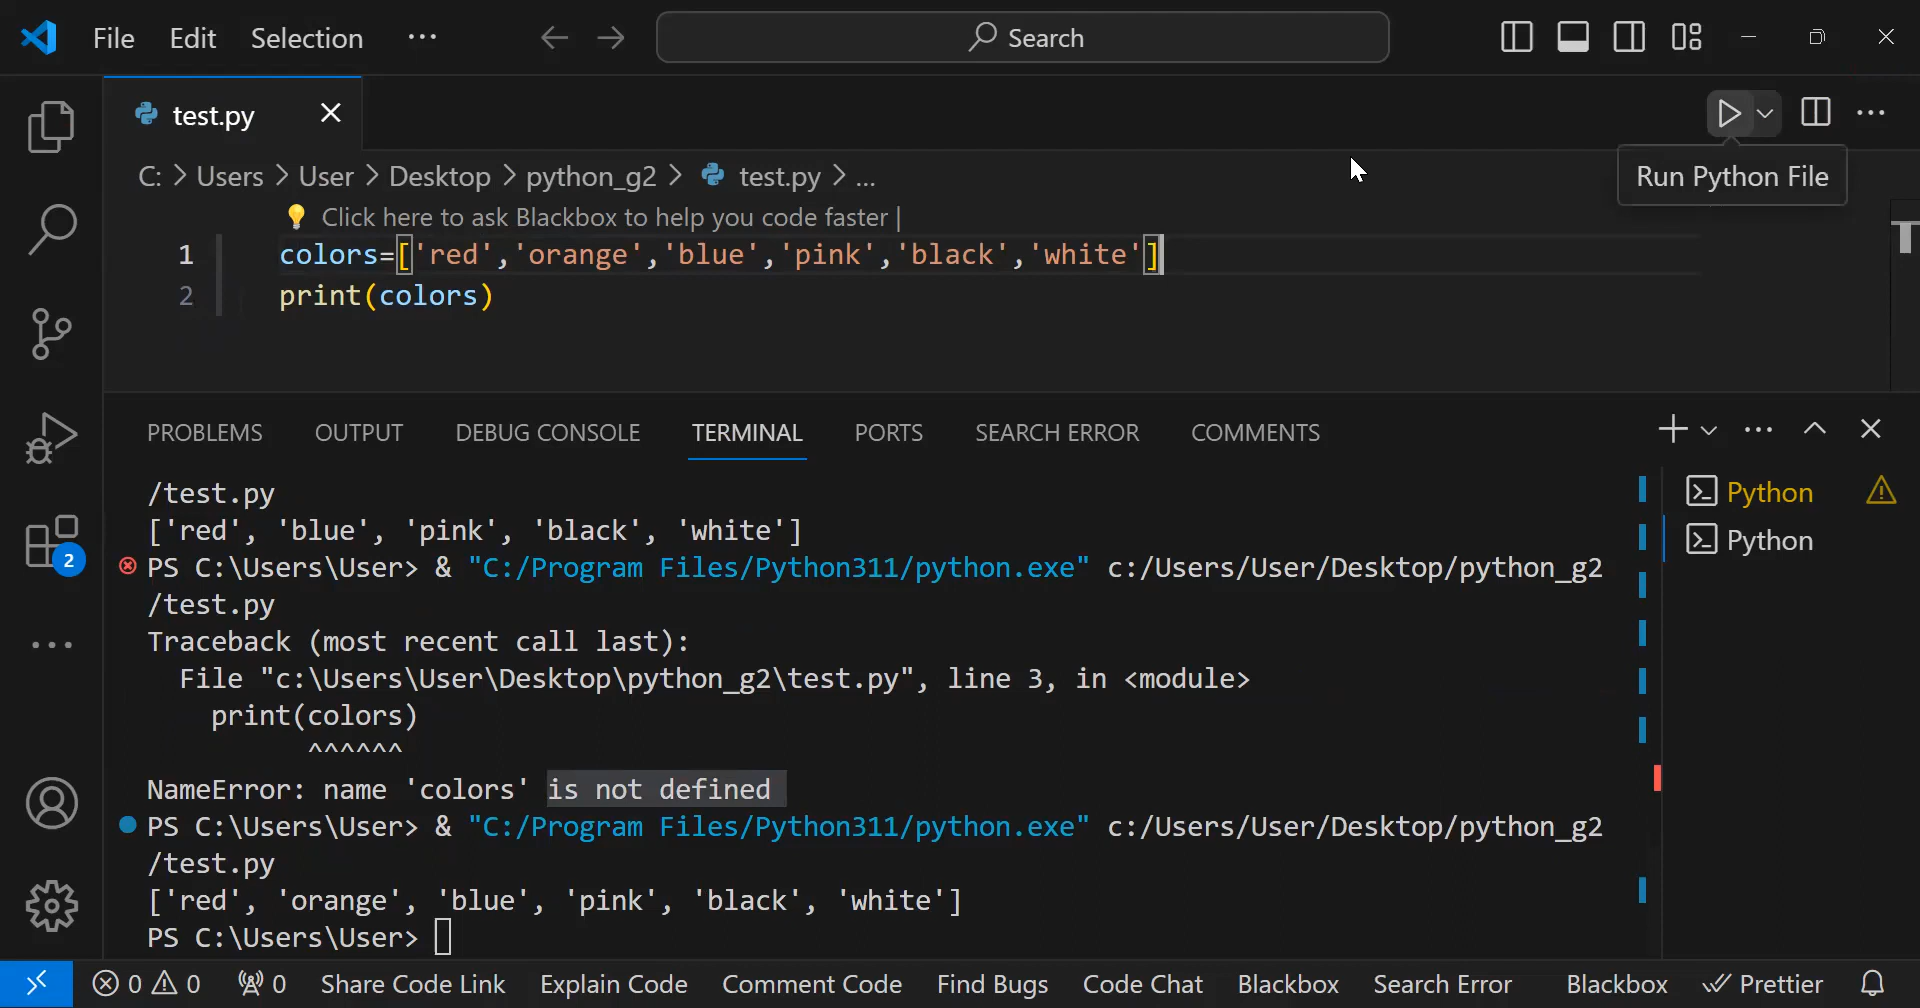 File Edit Selection ··· Search
test.py
Run Python File
C: > Users > User > Desktop > python_g2 > test.py > ...
Click here to ask Blackbox to help you code faster |
1 colors=['red','orange','blue','pink','black','white']
2 print(colors)
PROBLEMS OUTPUT DEBUG CONSOLE TERMINAL PORTS SEARCH ERROR COMMENTS
/test.py
['red', 'blue', 'pink', 'black', 'white']
PS C:\Users\User> & "C:/Program Files/Python311/python.exe" c:/Users/User/Desktop/python_g2
/test.py
Traceback (most recent call last):
File "c:\Users\User\Desktop\python_g2\test.py", line 3, in <module>
print(colors)
^^^^^^
NameError: name 'colors' is not defined
PS C:\Users\User> & "C:/Program Files/Python311/python.exe" c:/Users/User/Desktop/python_g2
/test.py
['red', 'orange', 'blue', 'pink', 'black', 'white']
PS C:\Users\User>
Python
Python
2
0 0 0 Share Code Link Explain Code Comment Code Find Bugs Code Chat Blackbox Search Error Blackbox Prettier